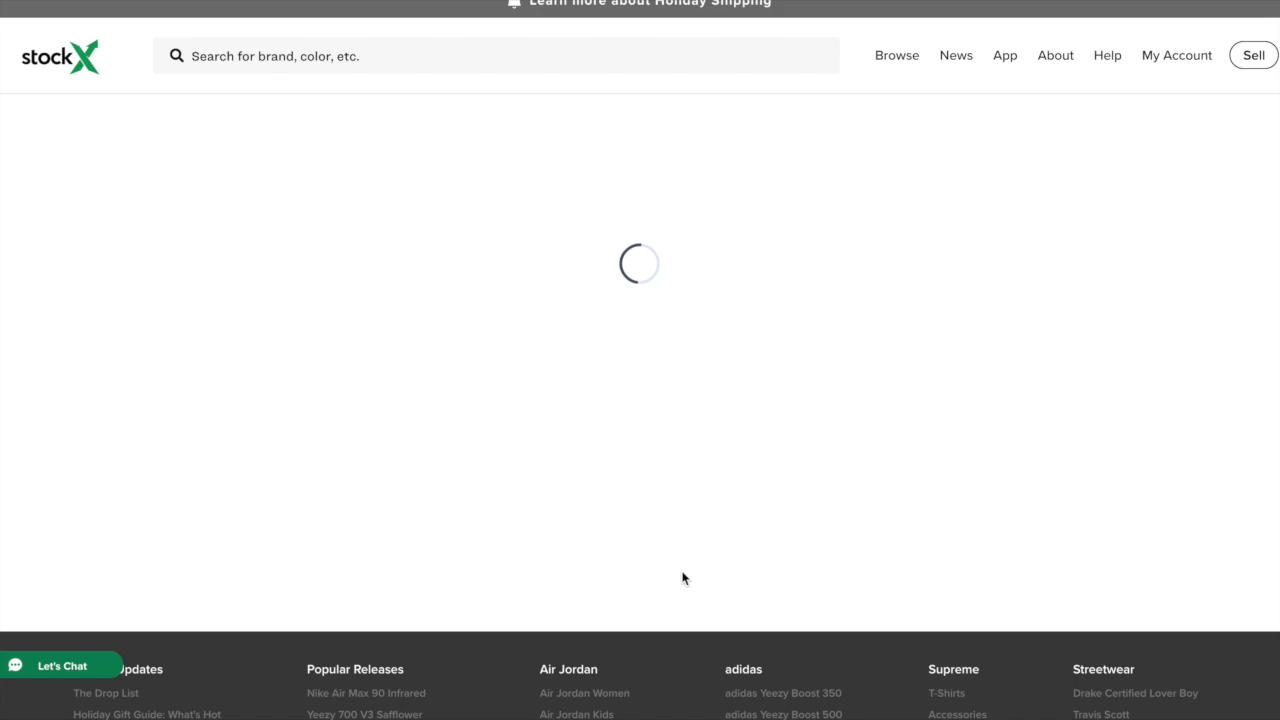 Learn more about Holiday Shipping
stockX
Search for brand, color, etc.
Browse News App About Help My Account Sell
Let's Chat
Updates Popular Releases Air Jordan adidas Supreme Streetwear
The Drop List Nike Air Max 90 Infrared Air Jordan Women adidas Yeezy Boost 350 T-Shirts Drake Certified Lover Boy
Holiday Gift Guide: What's Hot Yeezy 700 V3 Safflower Air Jordan Kids adidas Yeezy Boost 500 Accessories Travis Scott